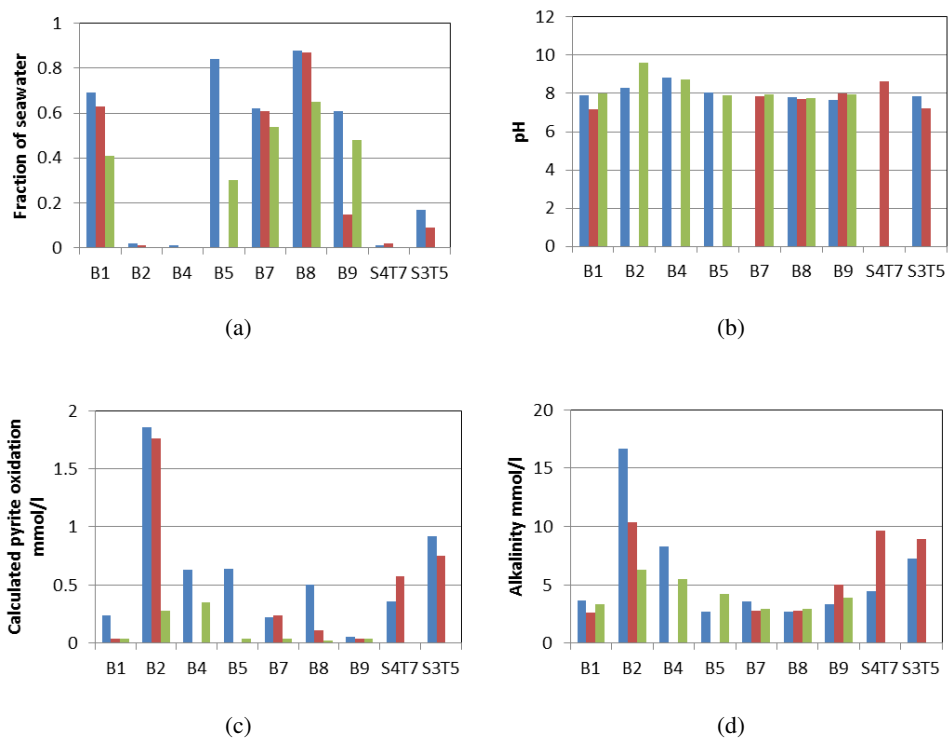 Fraction of seawater
1
0.8
0.6
0.4
0.2
0
B1 B2 B4 B5 B7 B8 B9 S4T7 S3T5
(a)
pH
12
10
8
6
4
2
0
B1 B2 B4 B5 B7 B8 B9 S4T7 S3T5
(b)
Calculated pyrite oxidation
mmol/l
2
1.5
1
0.5
0
B1 B2 B4 B5 B7 B8 B9 S4T7 S3T5
(c)
Alkalinity mmol/l
20
15
10
5
0
B1 B2 B4 B5 B7 B8 B9 S4T7 S3T5
(d)